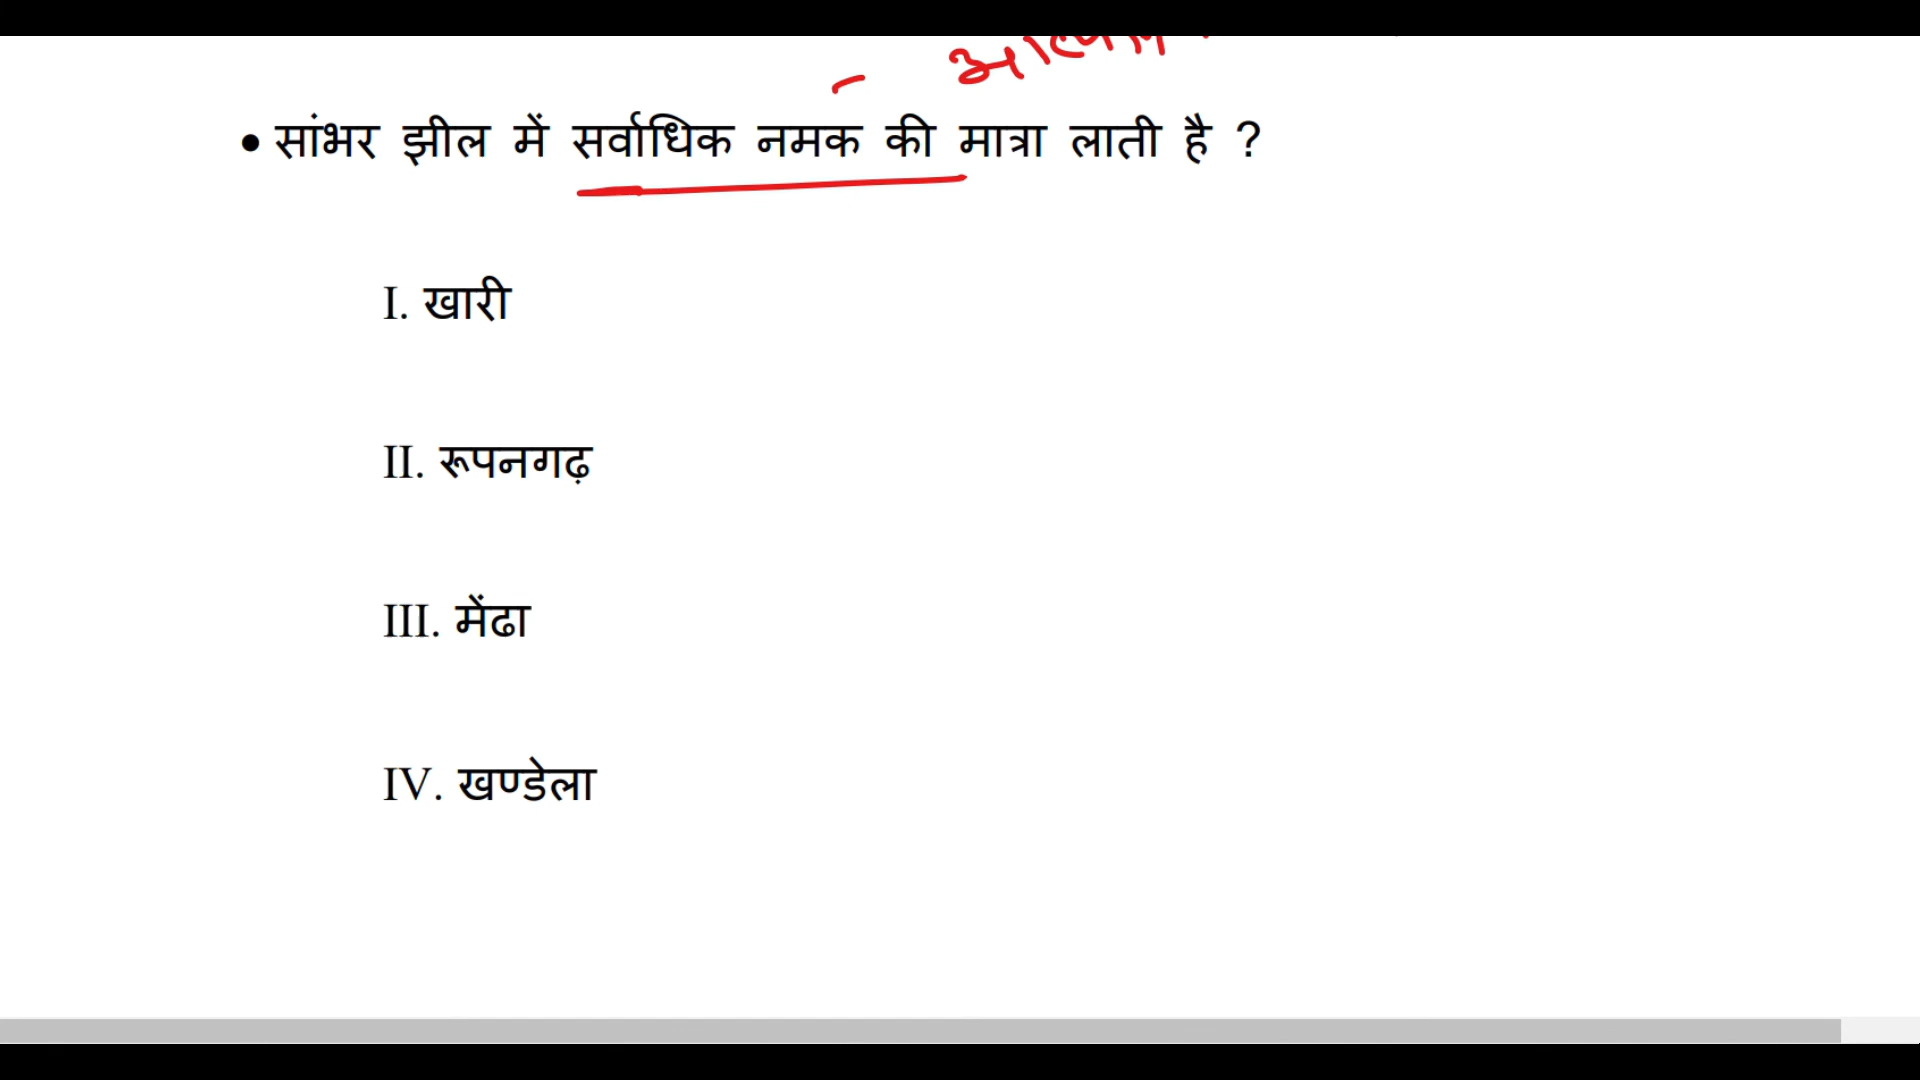 • सांभर झील में सर्वाधिक नमक की मात्रा लाती है ?
I. खारी
II. रूपनगढ़
III. मेंढा
IV. खण्डेला